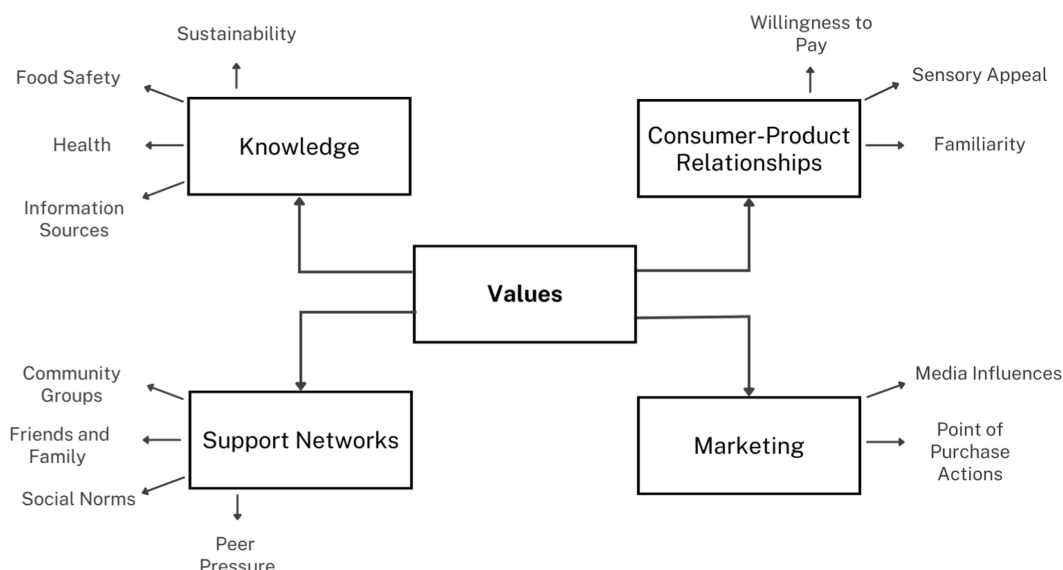 Sustainability
Food Safety
Health
Information
Sources
Knowledge
Willingness to
Pay
Sensory Appeal
Familiarity
Consumer-Product
Relationships
Values
Community
Groups
Friends and
Family
Social Norms
Peer
Pressure
Support Networks
Media Influences
Point of
Purchase
Actions
Marketing